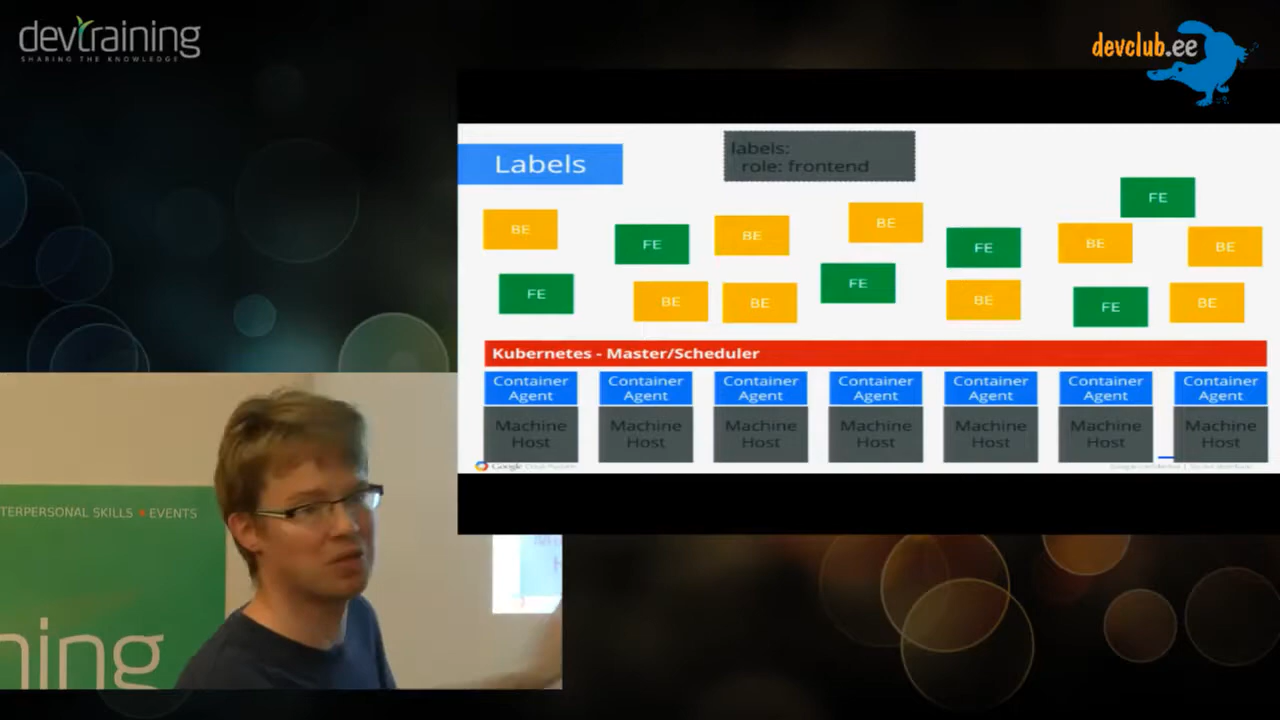 devtraining
SHARING THE KNOWLEDGE
devclub.ee
Labels
labels:
role: frontend
FE
BE
BE
BE
FE
BE
FE
BE
BE
FE
FE
BE
BE
BE
FE
BE
Kubernetes - Master/Scheduler
Container Agent
Container Agent
Container Agent
Container Agent
Container Agent
Container Agent
Container Agent
Machine Host
Machine Host
Machine Host
Machine Host
Machine Host
Machine Host
Machine Host
Google Cloud Platform
TERPERSONAL SKILLS • EVENTS
ning